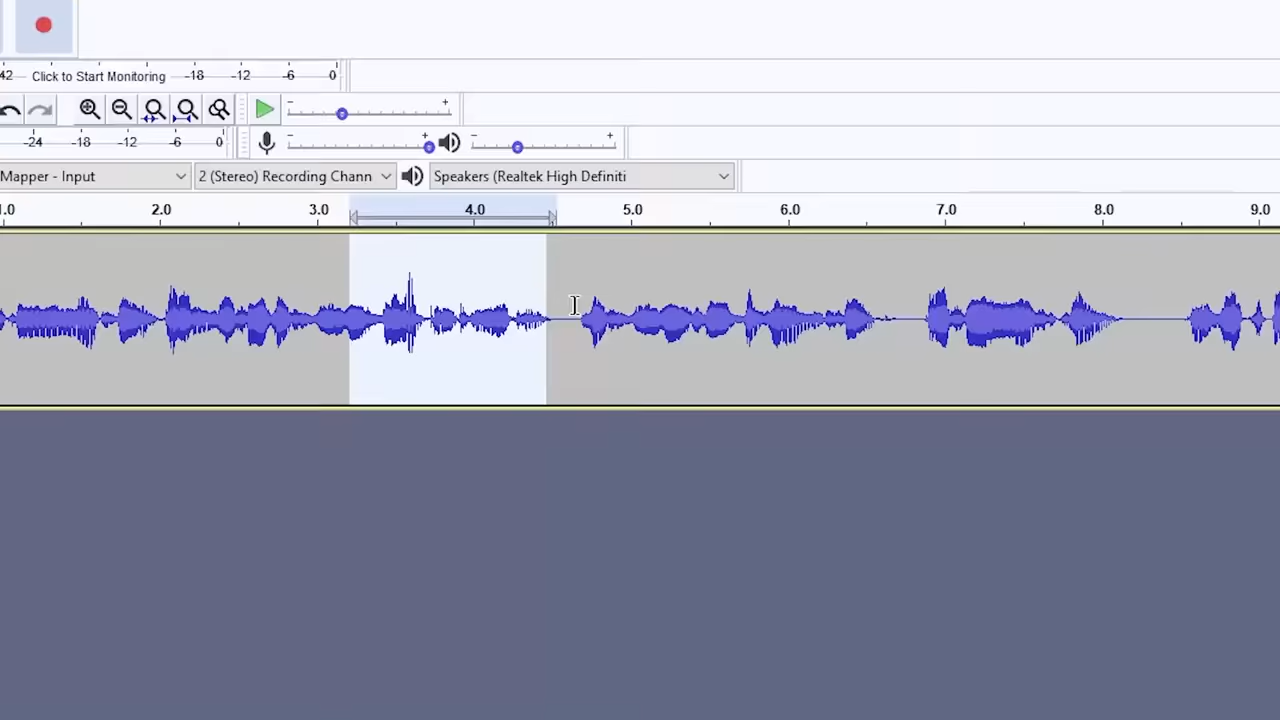 42 Click to Start Monitoring -18 -12 -6 0
- +
-24 -18 -12 -6 0 - + - +
Mapper - Input 2 (Stereo) Recording Chann Speakers (Realtek High Definiti
1.0 2.0 3.0 4.0 5.0 6.0 7.0 8.0 9.0